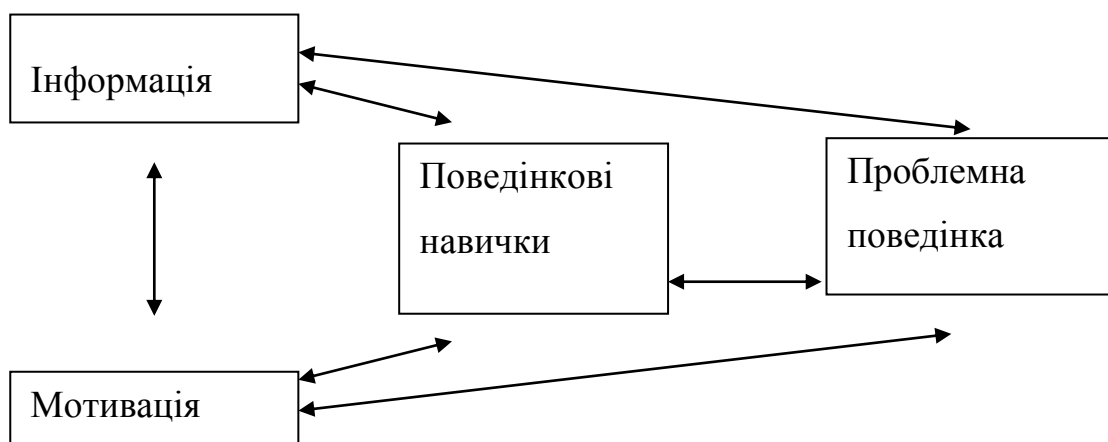 Інформація
Поведінкові
навички
Проблемна
поведінка
Мотивація